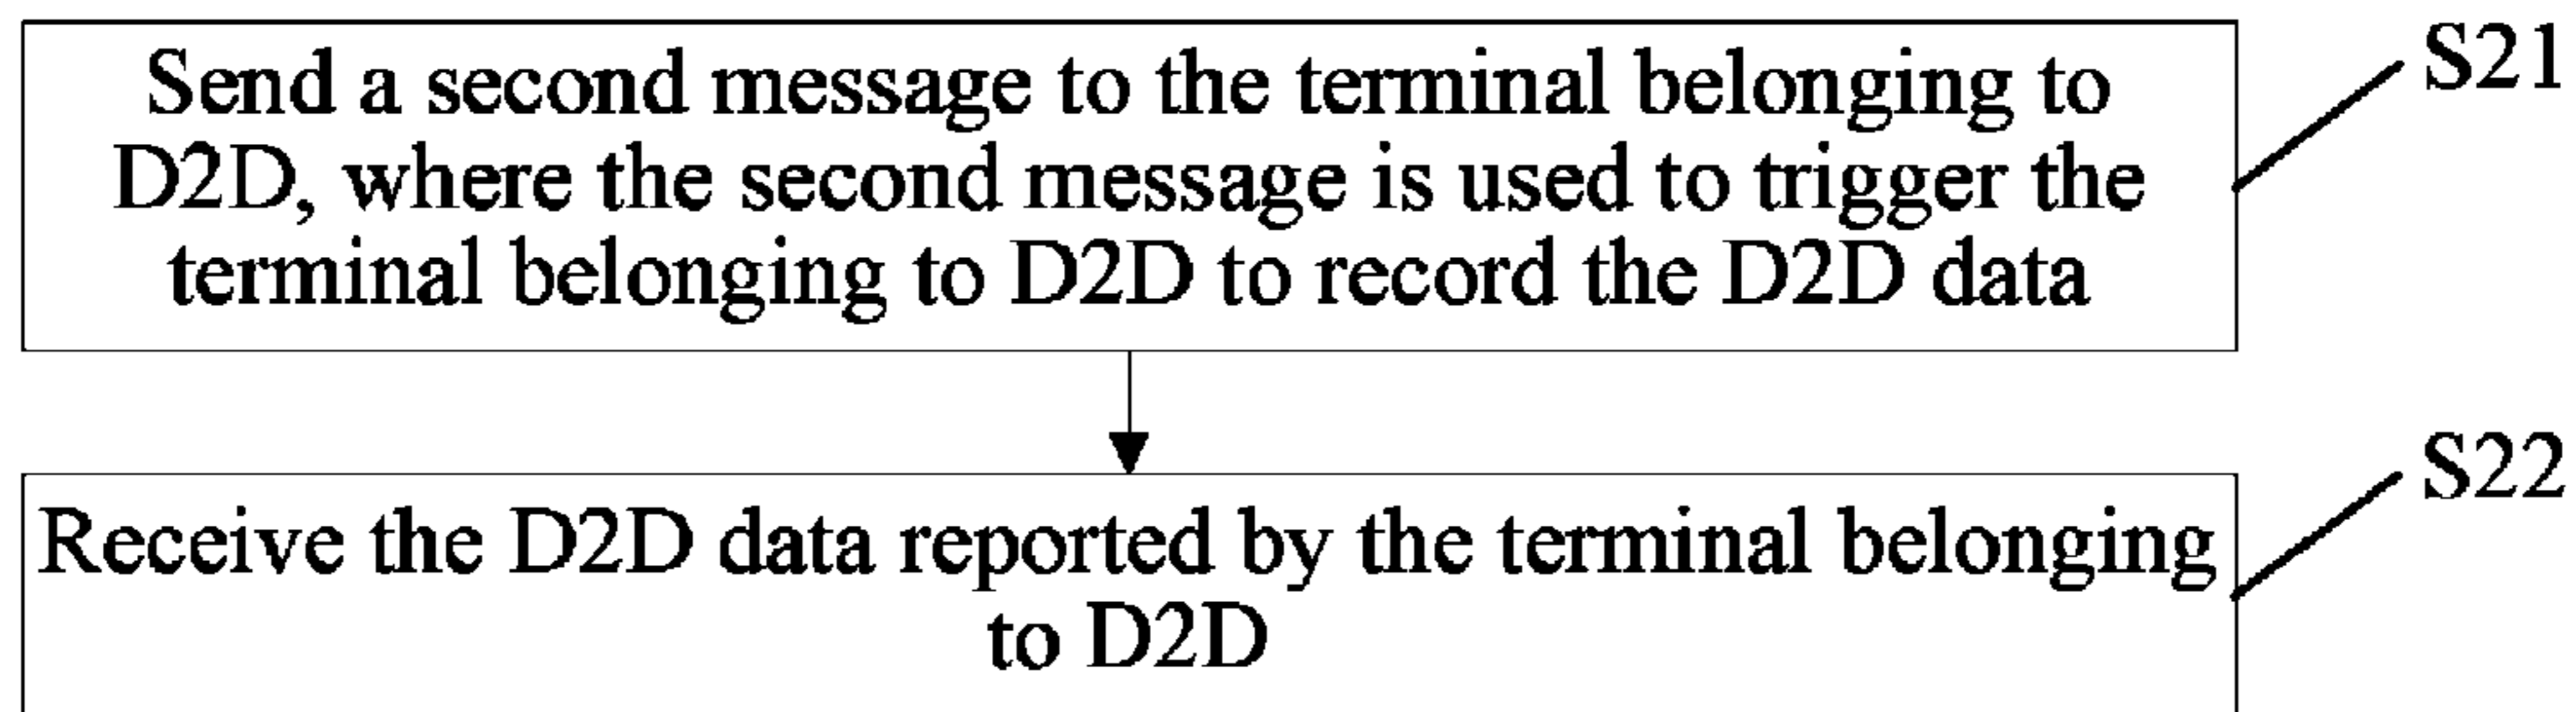 Send a second message to the terminal belonging to
D2D, where the second message is used to trigger the
terminal belonging to D2D to record the D2D data
S21
Receive the D2D data reported by the terminal belonging
to D2D
S22